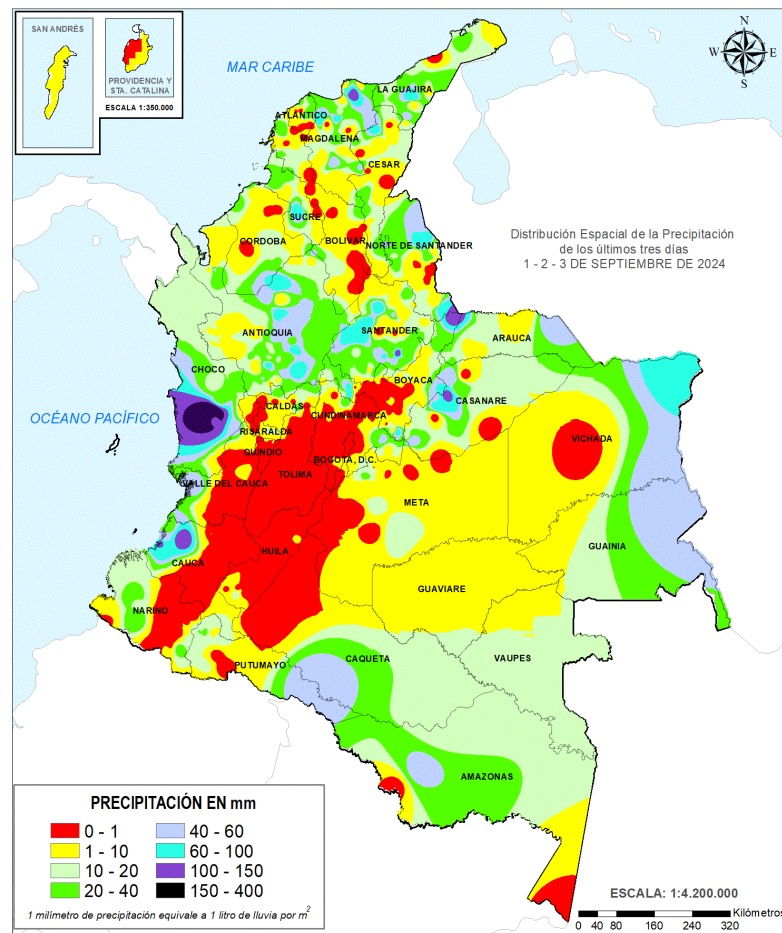 SAN ANDRÉS
PROVIDENCIA Y
STA. CATALINA
ESCALA 1:350.000
MAR CARIBE
N
W
E
S
LA GUAJIRA
ATLÁNTICO
MAGDALENA
CESAR
SUCRE
CORDOBA
BOLIVAR
NORTE DE SANTANDER
Distribución Espacial de la Precipitación
de los últimos tres días
1 - 2 - 3 DE SEPTIEMBRE DE 2024
ANTIOQUIA
SANTANDER
ARAUCA
CHOCO
BOYACA
CASANARE
OCÉANO PACÍFICO
CALDAS
CUNDINAMARCA
RISARALDA
VICHADA
QUINDIO
BOGOTA, D.C.
TOLIMA
VALLE DEL CAUCA
META
HUILA
GUAINIA
CAUCA
GUAVIARE
NARIÑO
CAQUETA
VAUPES
PUTUMAYO
AMAZONAS
PRECIPITACIÓN EN mm
0 - 1
40 - 60
1 - 10
60 - 100
10 - 20
100 - 150
20 - 40
150 - 400
1 milímetro de precipitación equivale a 1 litro de lluvia por m²
ESCALA: 1:4.200.000
Kilómetros
0 40 80 160 240 320